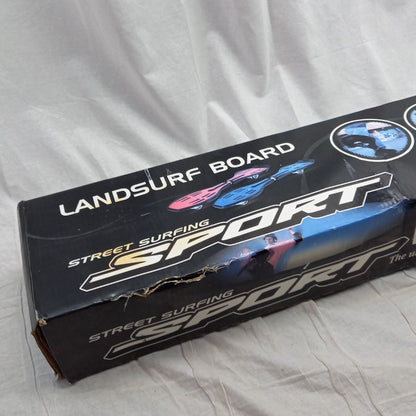 LANDSURF BOARD
STREET SURFING
SPORT
STREET SURFING
SPORT
The